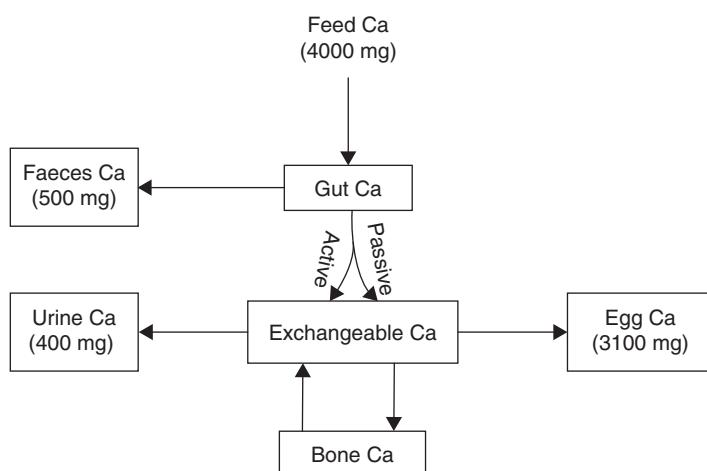 Feed Ca
(4000 mg)
Faeces Ca
(500 mg)
Gut Ca
Active
Passive
Urine Ca
(400 mg)
Exchangeable Ca
Egg Ca
(3100 mg)
Bone Ca